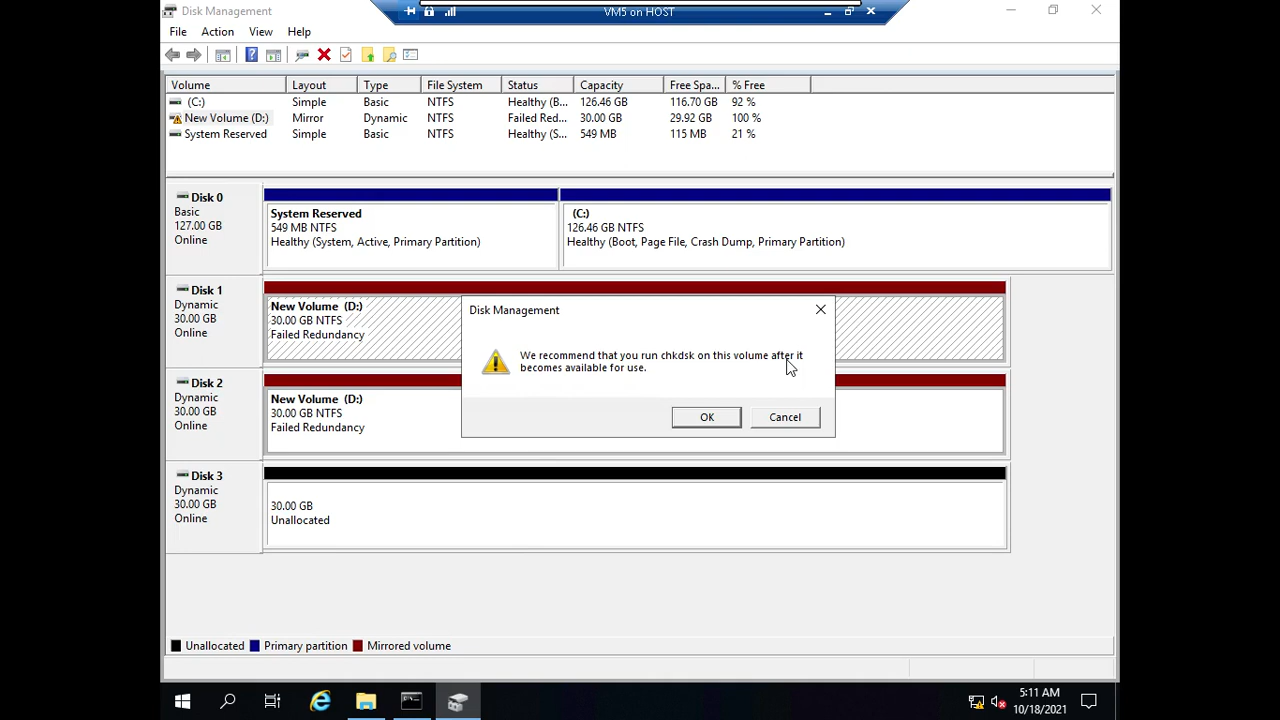 Disk Management
VM5 on HOST
File Action View Help
Volume Layout Type File System Status Capacity Free Spa... % Free
(C:) Simple Basic NTFS Healthy (B... 126.46 GB 116.70 GB 92 %
New Volume (D:) Mirror Dynamic NTFS Failed Red... 30.00 GB 29.92 GB 100 %
System Reserved Simple Basic NTFS Healthy (S... 549 MB 115 MB 21 %
Disk 0
Basic
127.00 GB
Online
System Reserved
549 MB NTFS
Healthy (System, Active, Primary Partition)
(C:)
126.46 GB NTFS
Healthy (Boot, Page File, Crash Dump, Primary Partition)
Disk 1
Dynamic
30.00 GB
Online
New Volume (D:)
30.00 GB NTFS
Failed Redundancy
Disk Management
We recommend that you run chkdsk on this volume after it
becomes available for use.
OK Cancel
Disk 2
Dynamic
30.00 GB
Online
New Volume (D:)
30.00 GB NTFS
Failed Redundancy
Disk 3
Dynamic
30.00 GB
Online
30.00 GB
Unallocated
Unallocated Primary partition Mirrored volume
5:11 AM
10/18/2021